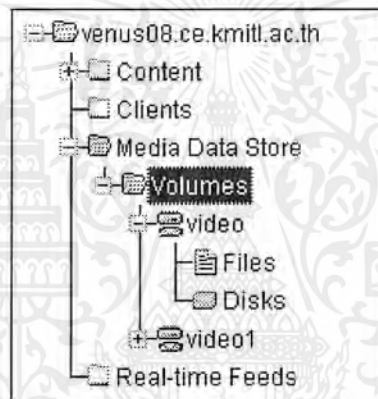 venus08.ce.kmitl.ac.th
Content
Clients
Media Data Store
Volumes
video
Files
Disks
video1
Real-time Feeds